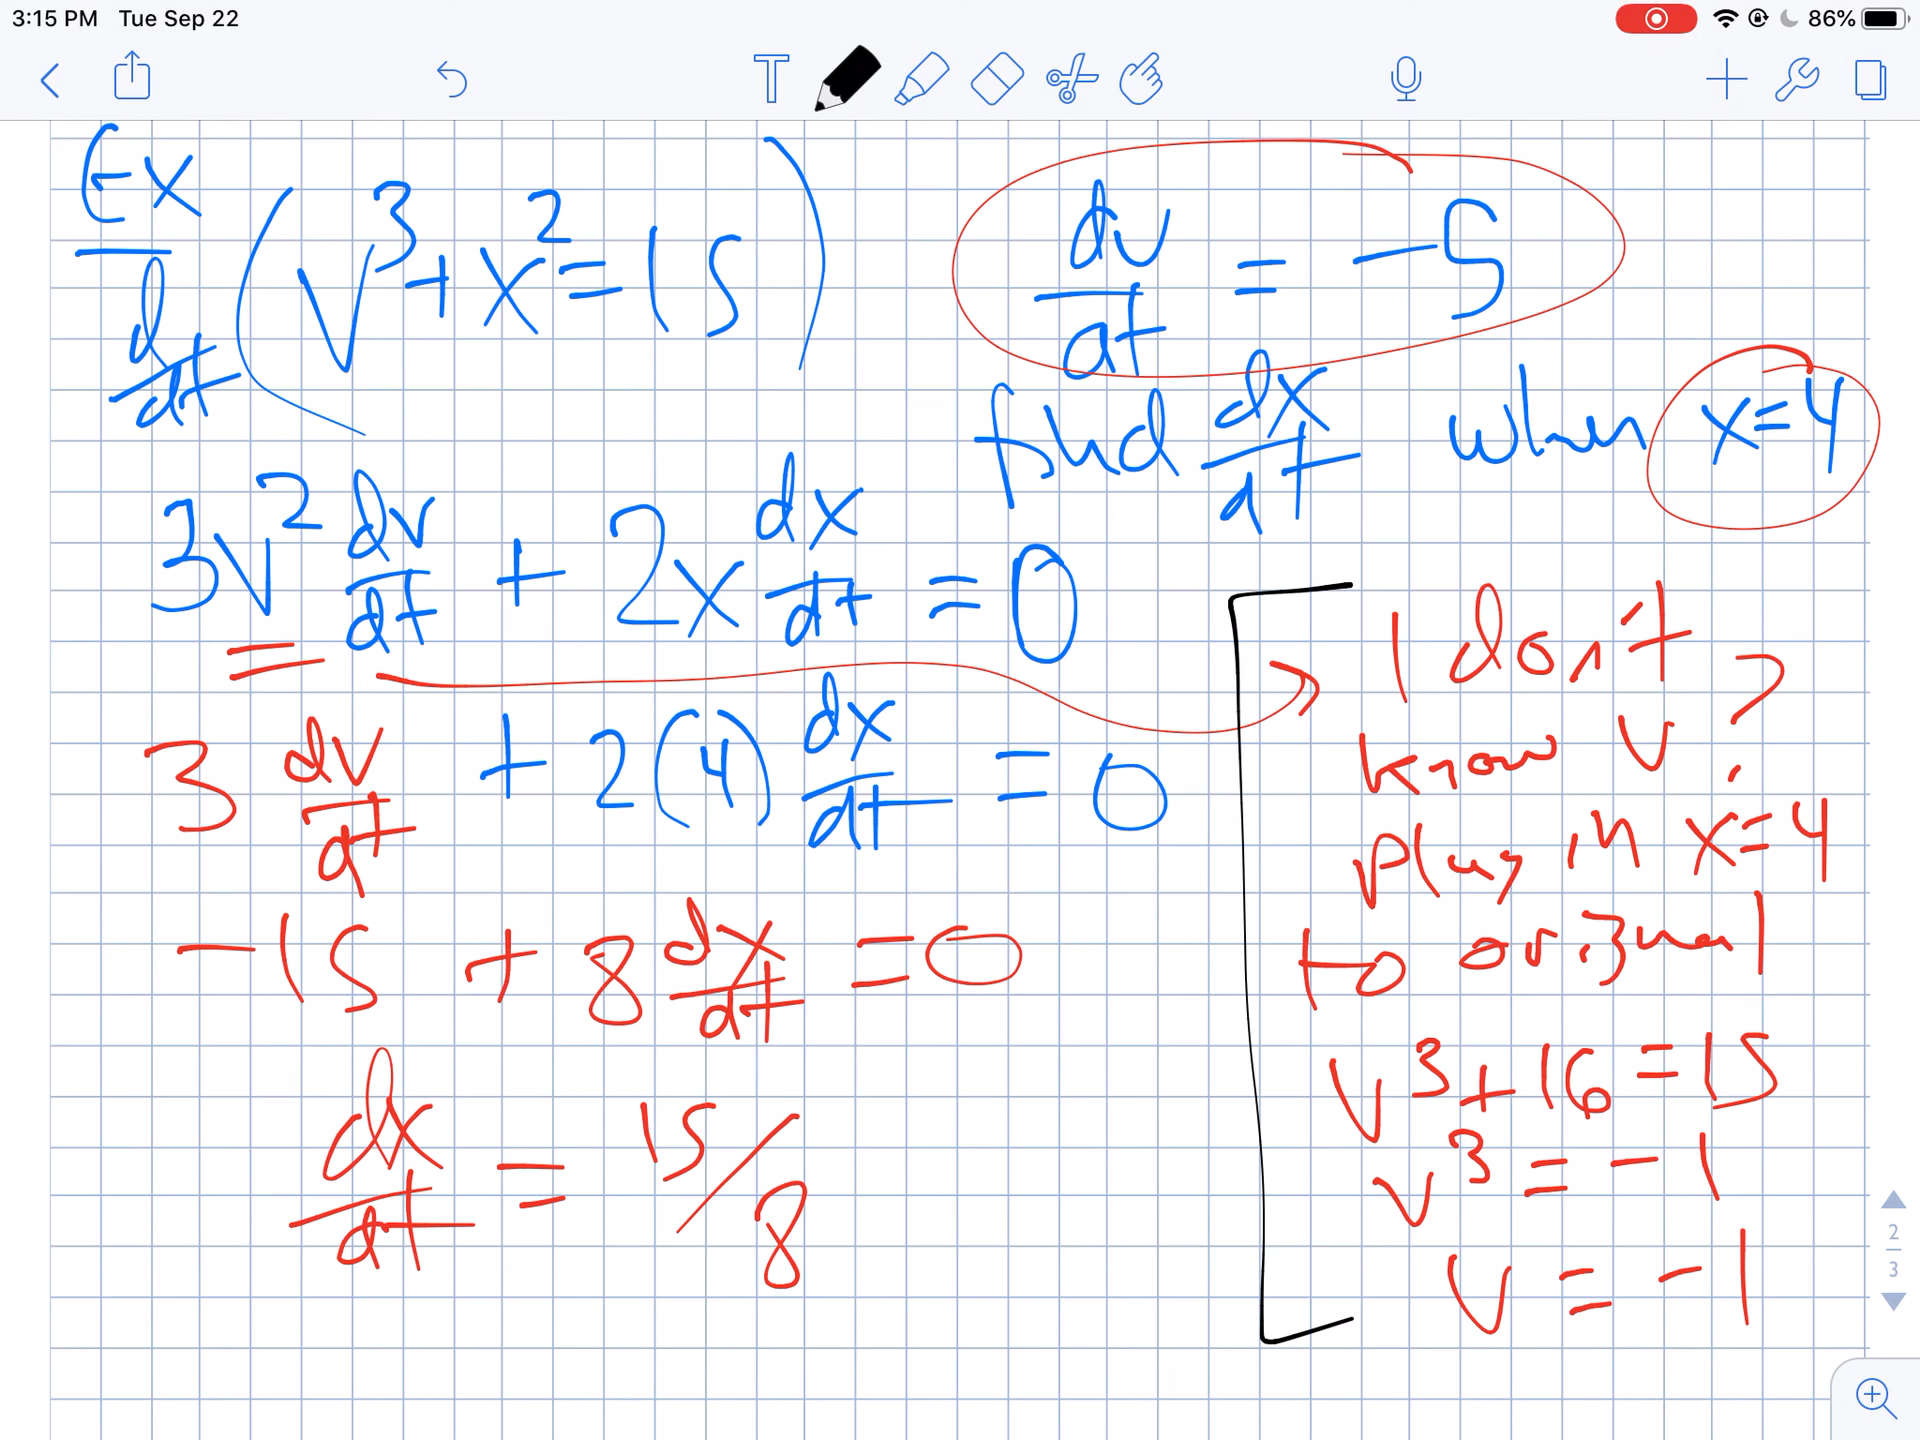 3:15 PM Tue Sep 22
86%
T
Ex
d/dt (v³ + x² = 15)
dv/dt = -5
find dx/dt when x=4
3v² dv/dt + 2x dx/dt = 0
3 dv/dt + 2(4) dx/dt = 0
-15 + 8 dx/dt = 0
dx/dt = 15/8
I don't
know v?
plug in x=4
to original
v³ + 16 = 15
v³ = -1
v = -1
2
3